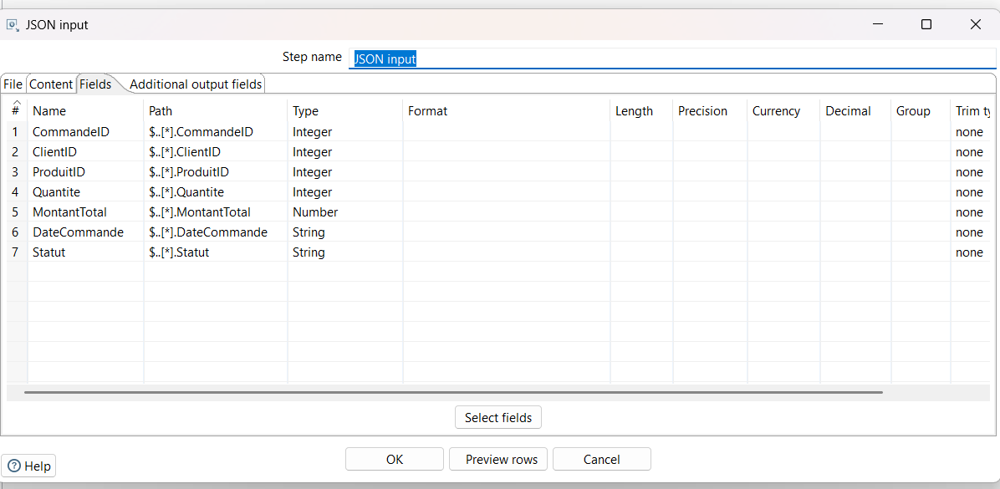 JSON input
Step name JSON input
File Content Fields Additional output fields
# Name Path Type Format Length Precision Currency Decimal Group Trim ty
1 CommandeID $..[*].CommandeID Integer none
2 ClientID $..[*].ClientID Integer none
3 ProduitID $..[*].ProduitID Integer none
4 Quantite $..[*].Quantite Integer none
5 MontantTotal $..[*].MontantTotal Number none
6 DateCommande $..[*].DateCommande String none
7 Statut $..[*].Statut String none
Select fields
Help OK Preview rows Cancel